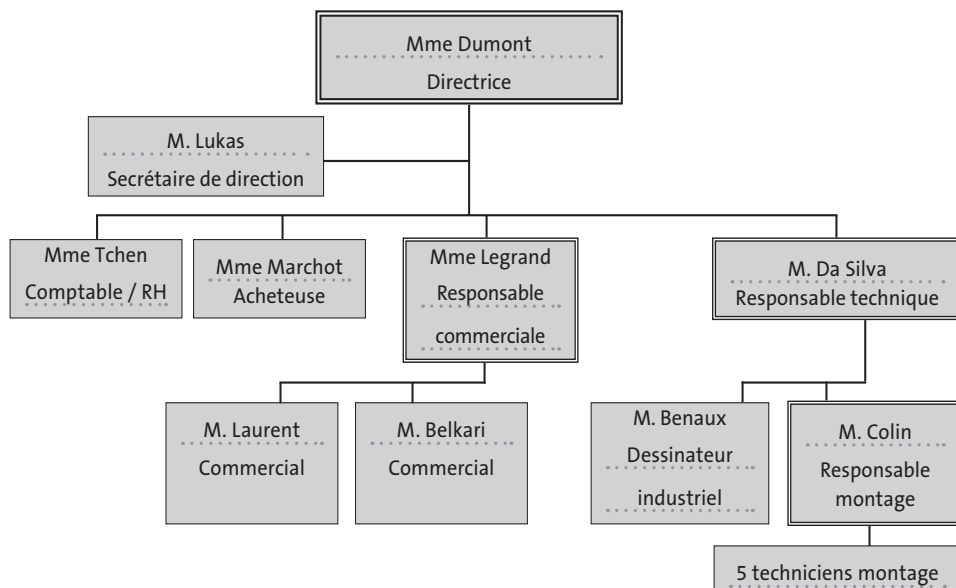 Mme Dumont
Directrice
M. Lukas
Secrétaire de direction
Mme Tchen
Comptable / RH
Mme Marchot
Acheteuse
Mme Legrand
Responsable
commerciale
M. Da Silva
Responsable technique
M. Laurent
Commercial
M. Belkari
Commercial
M. Benaux
Dessinateur
industriel
M. Colin
Responsable
montage
5 techniciens montage